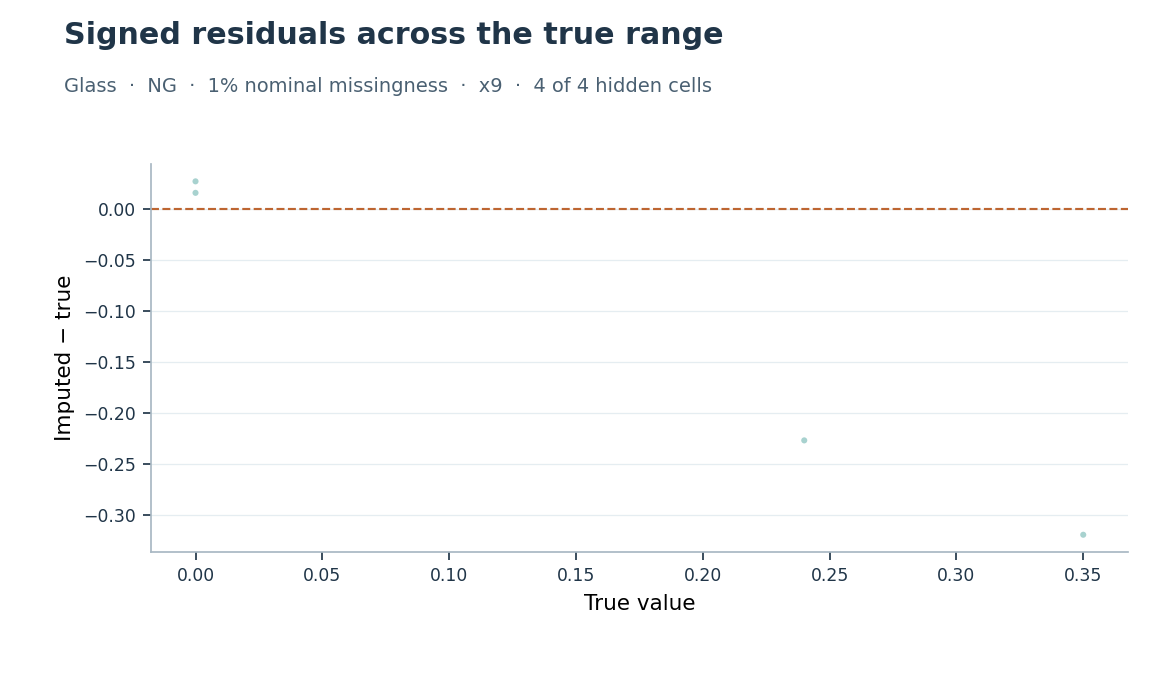 Signed residuals across the true range
Glass · NG · 1% nominal missingness · x9 · 4 of 4 hidden cells
Imputed − true
0.00
−0.05
−0.10
−0.15
−0.20
−0.25
−0.30
0.00 0.05 0.10 0.15 0.20 0.25 0.30 0.35
True value